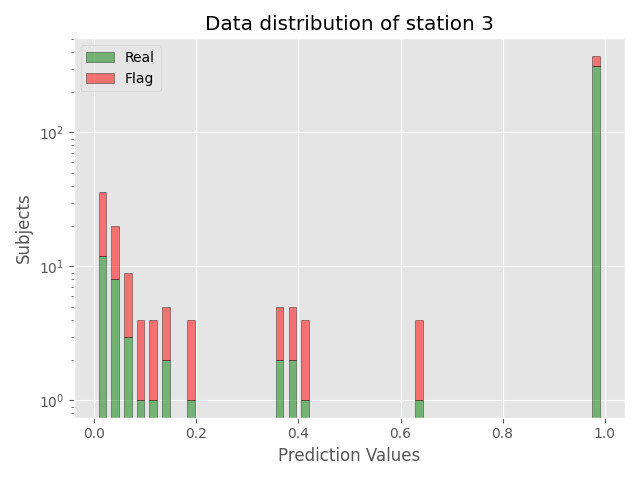 Data distribution of station 3
Real
Flag
10²
10¹
10⁰
Subjects
0.0 0.2 0.4 0.6 0.8 1.0
Prediction Values